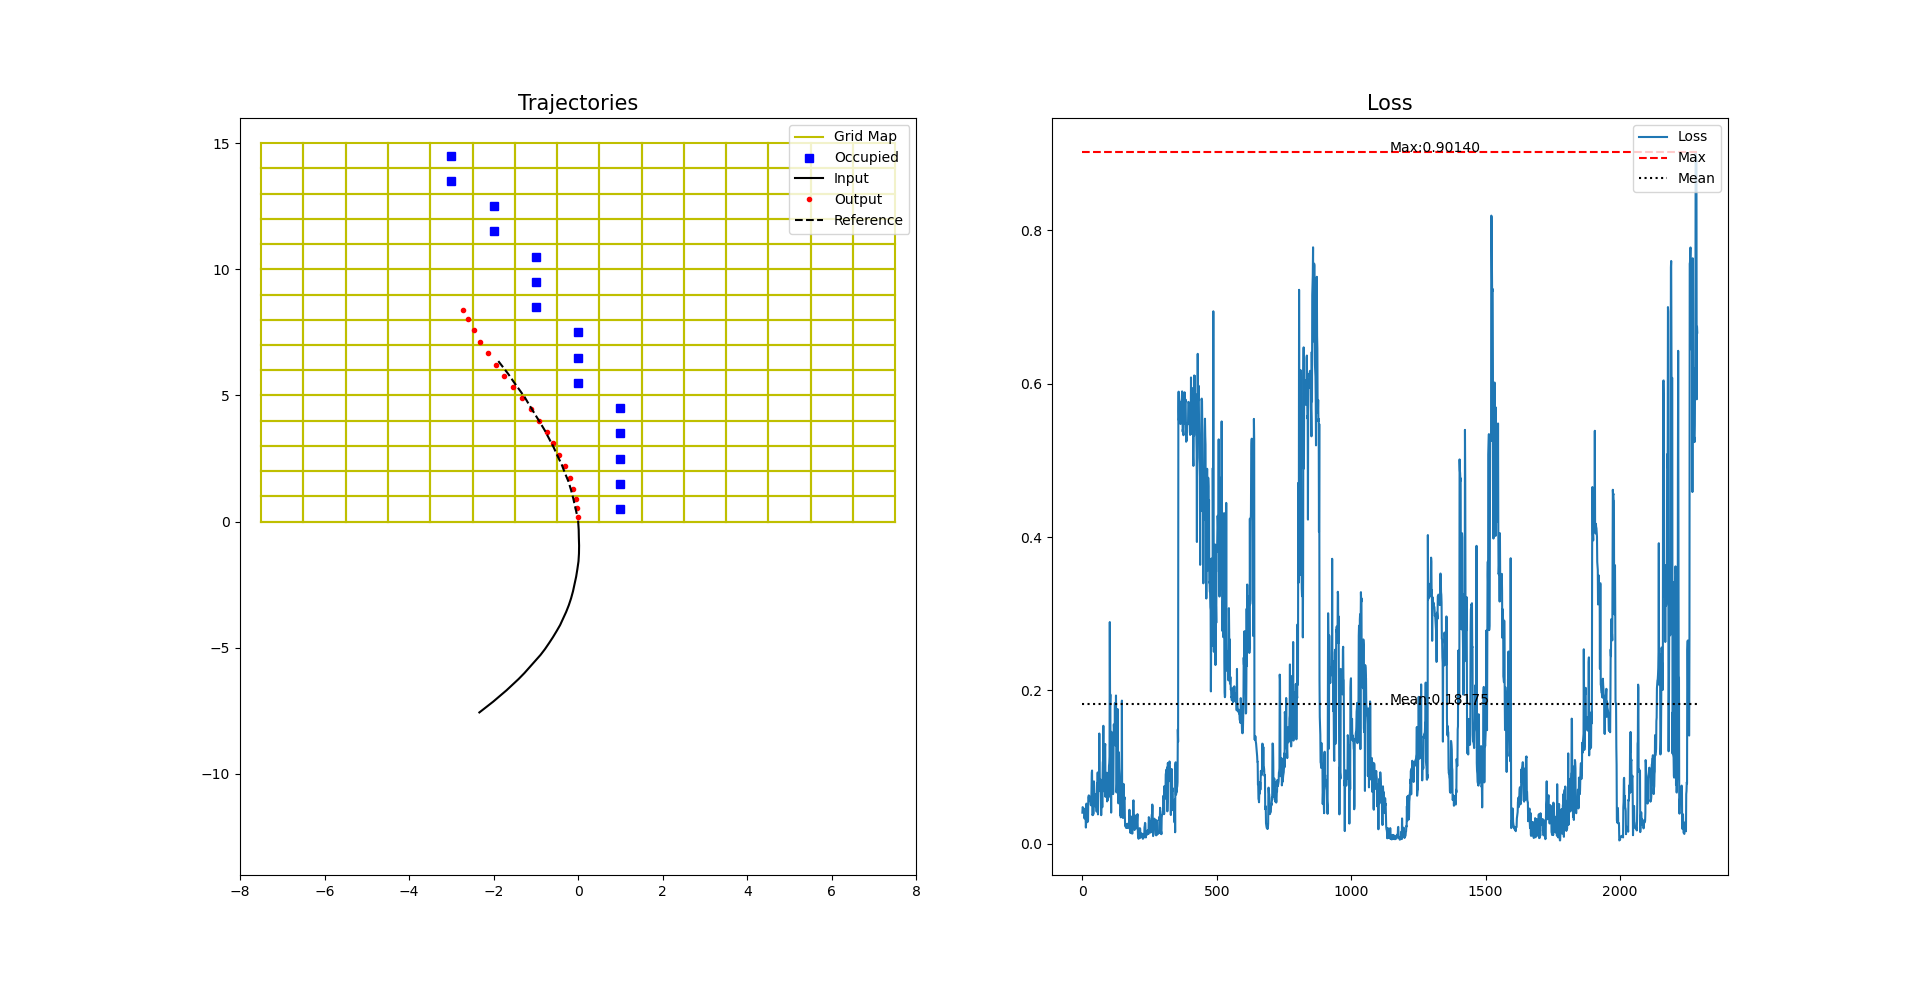 Trajectories
15
10
5
0
−5
−10
−8
−6
−4
−2
0
2
4
6
8
Grid Map
Occupied
Input
Output
Reference
Loss
0.8
0.6
0.4
0.2
0.0
0
500
1000
1500
2000
Max:0.90140
Mean:0.18175
Loss
Max
Mean